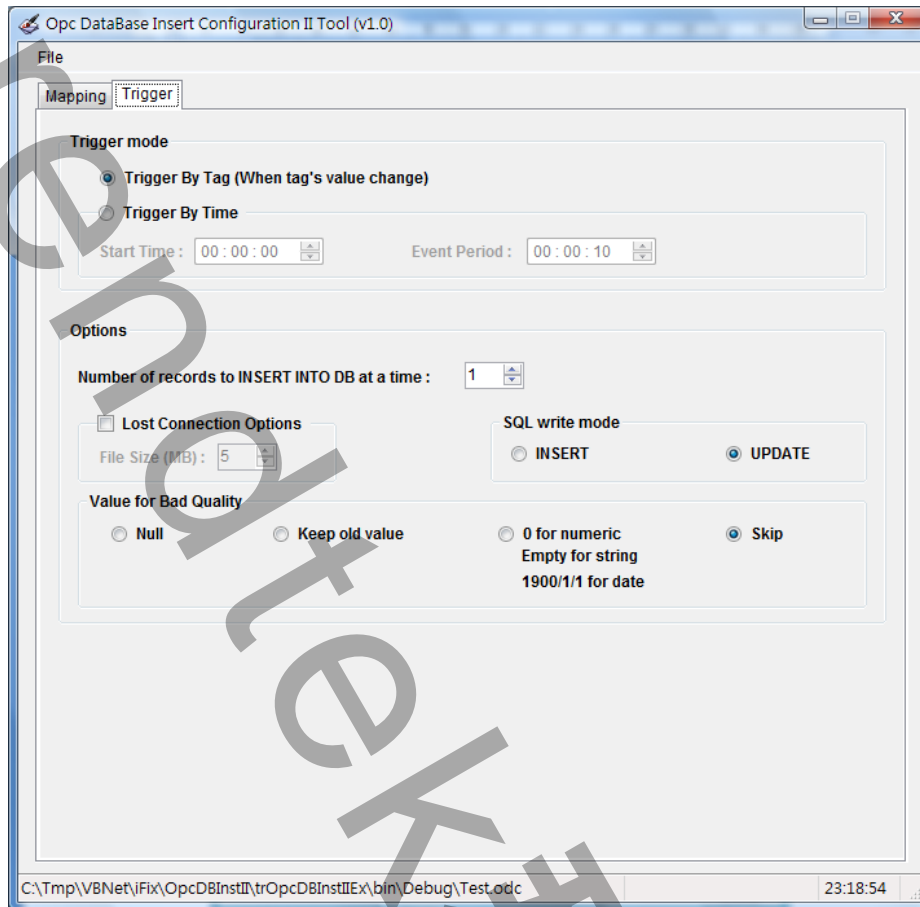 Opc DataBase Insert Configuration II Tool (v1.0)
File
Mapping Trigger
Trigger mode
Trigger By Tag (When tag's value change)
Trigger By Time
Start Time : 00 : 00 : 00 Event Period : 00 : 00 : 10
Options
Number of records to INSERT INTO DB at a time : 1
Lost Connection Options SQL write mode
File Size (MB) : 5 INSERT UPDATE
Value for Bad Quality
Null Keep old value 0 for numeric Skip
Empty for string
1900/1/1 for date
C:\Tmp\VBNet\iFix\OpcDBInstII\trOpcDBInstIIEx\bin\Debug\Test.odc 23:18:54
endtek